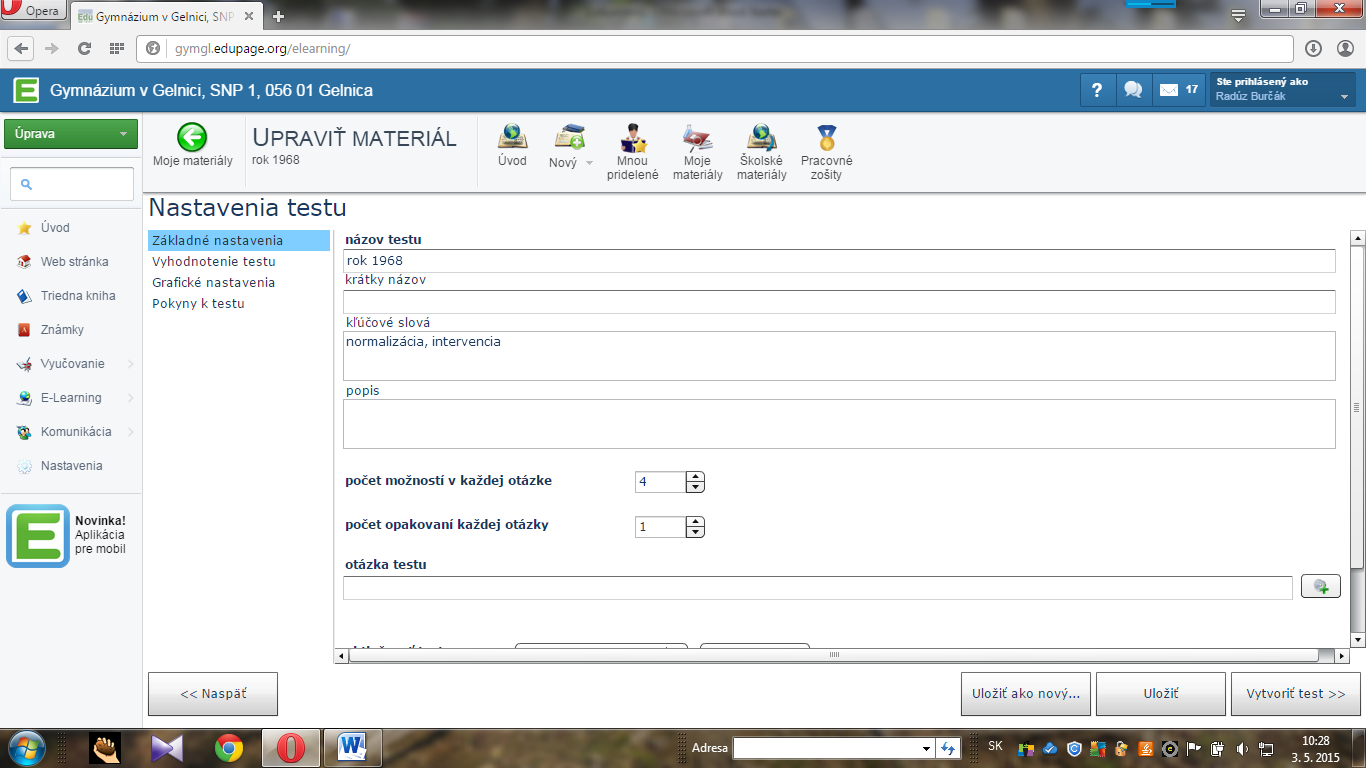 Opera
Edu Gymnázium v Gelnici, SNP
gymgl.edupage.org/elearning/
Gymnázium v Gelnici, SNP 1, 056 01 Gelnica
?
17
Ste prihlásený ako
Radúz Burčák
Úprava
Moje materiály
UPRAVIŤ MATERIÁL
rok 1968
Úvod
Nový
Mnou
pridelené
Moje
materiály
Školské
materiály
Pracovné
zošity
Úvod
Web stránka
Triedna kniha
Známky
Vyučovanie
E-Learning
Komunikácia
Nastavenia
Novinka!
Aplikácia
pre mobil
Nastavenia testu
Základné nastavenia
Vyhodnotenie testu
Grafické nastavenia
Pokyny k testu
názov testu
rok 1968
krátky názov
kľúčové slová
normalizácia, intervencia
popis
počet možností v každej otázke
4
počet opakovaní každej otázky
1
otázka testu
<< Naspäť
Uložiť ako nový...
Uložiť
Vytvoriť test >>
Adresa
SK
10:28
3. 5. 2015